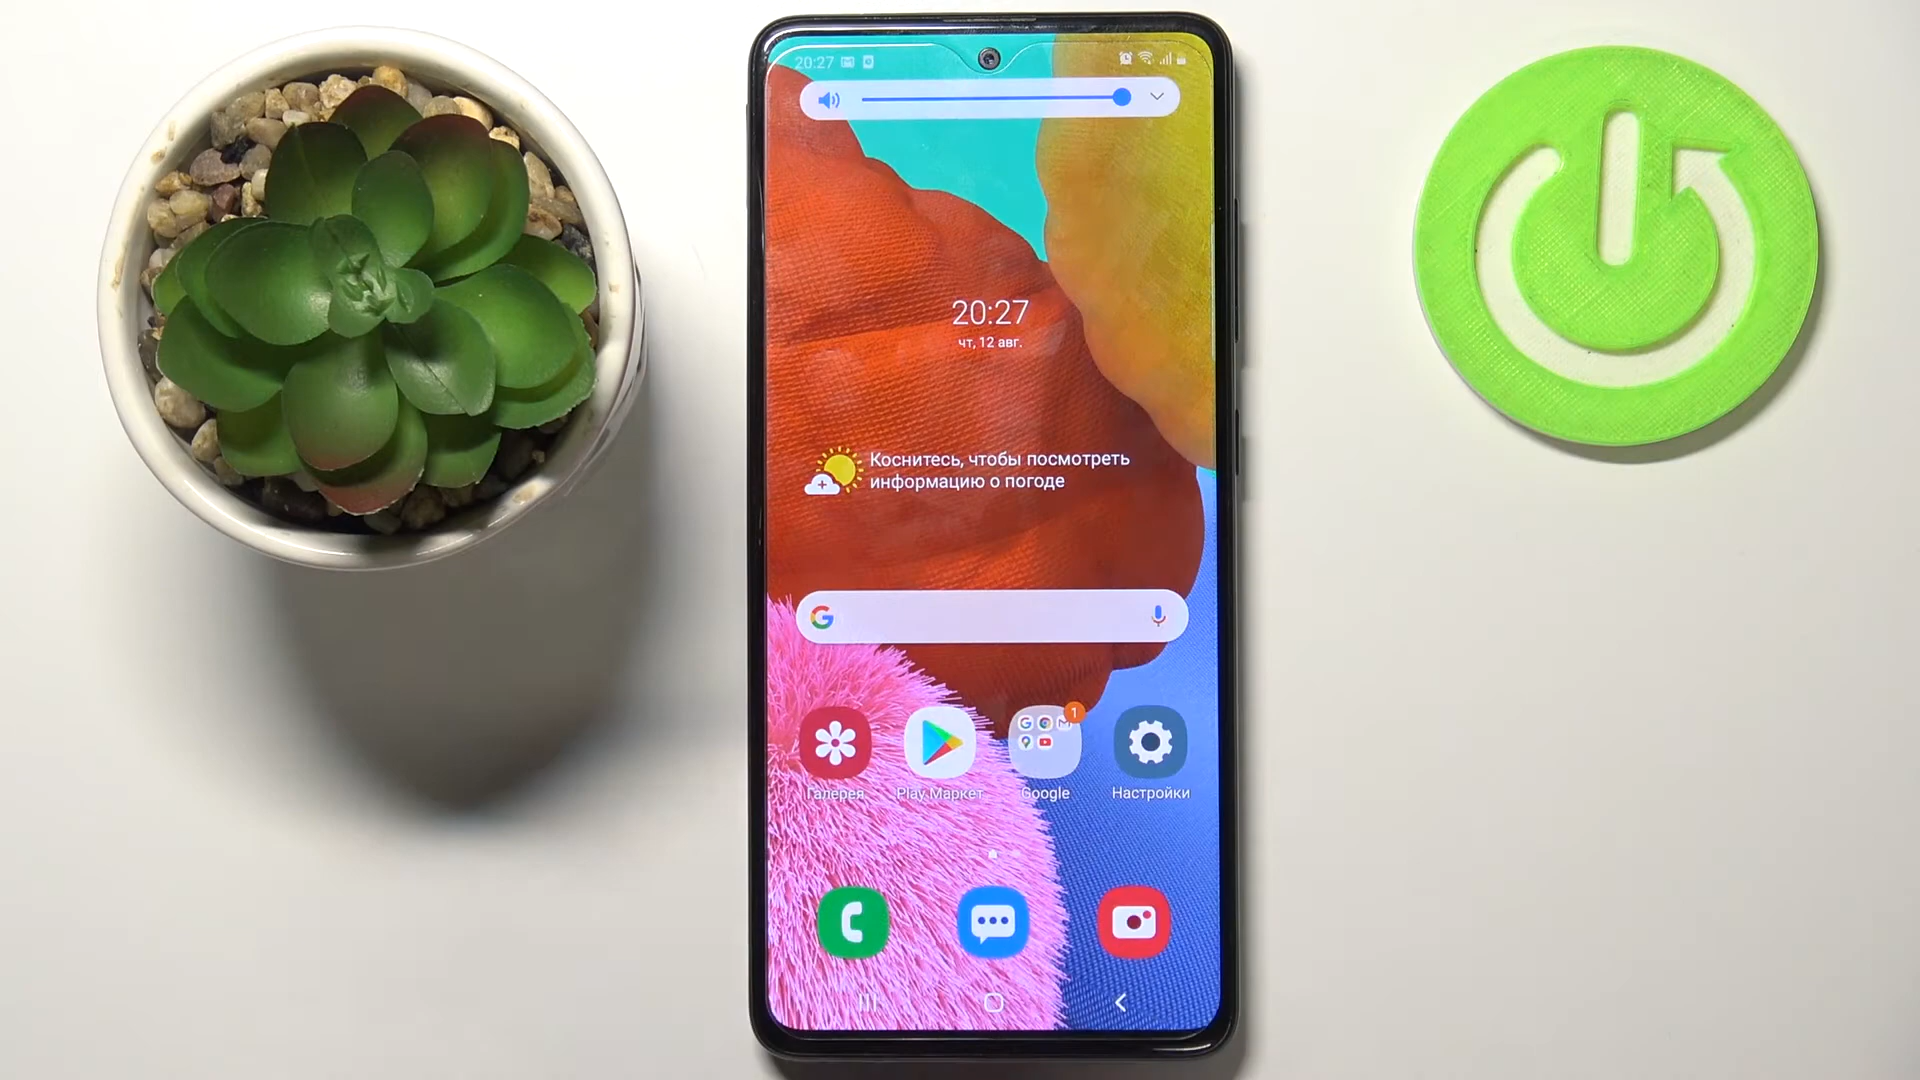 20:27
20:27
чт, 12 авг.
Коснитесь, чтобы посмотреть
информацию о погоде
G
1
Галерея
Play Маркет
Google
Настройки